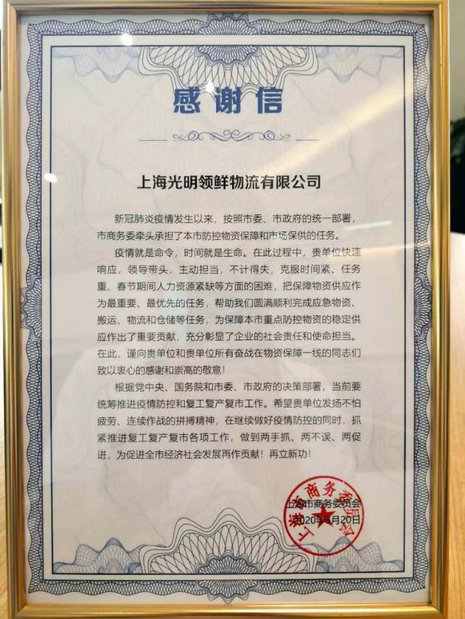 感谢信
上海光明领鲜物流有限公司
新冠肺炎疫情发生以来，按照市委、市政府的统一部署，
市商务委牵头承担了本市防控物资保障和市场保供的任务。
疫情就是命令，时间就是生命。在此过程中，贵单位快速
响应，领导带头，主动担当，不计得失，克服时间紧、任务
重、春节期间人力资源紧缺等方面的困难，把保障物资供应作
为最重要、最优先的任务，帮助我们圆满顺利完成应急物资、
搬运、物流和仓储等任务，为保障本市重点防控物资的稳定供
应作出了重要贡献，充分彰显了企业的社会责任和使命担当。
在此，谨向贵单位和贵单位所有奋战在物资保障一线的同志们
致以衷心的感谢和崇高的敬意！
根据党中央、国务院和市委、市政府的决策部署，当前要
统筹推进疫情防控和复工复产复市工作。希望贵单位发扬不怕
疲劳、连续作战的拼搏精神，在继续做好疫情防控的同时，抓
紧推进复工复产复市各项工作，做到两手抓、两不误、两促
进，为促进全市经济社会发展再作贡献！再立新功！
上海市商务委员会
2020年 月20日
上海市商务委员会